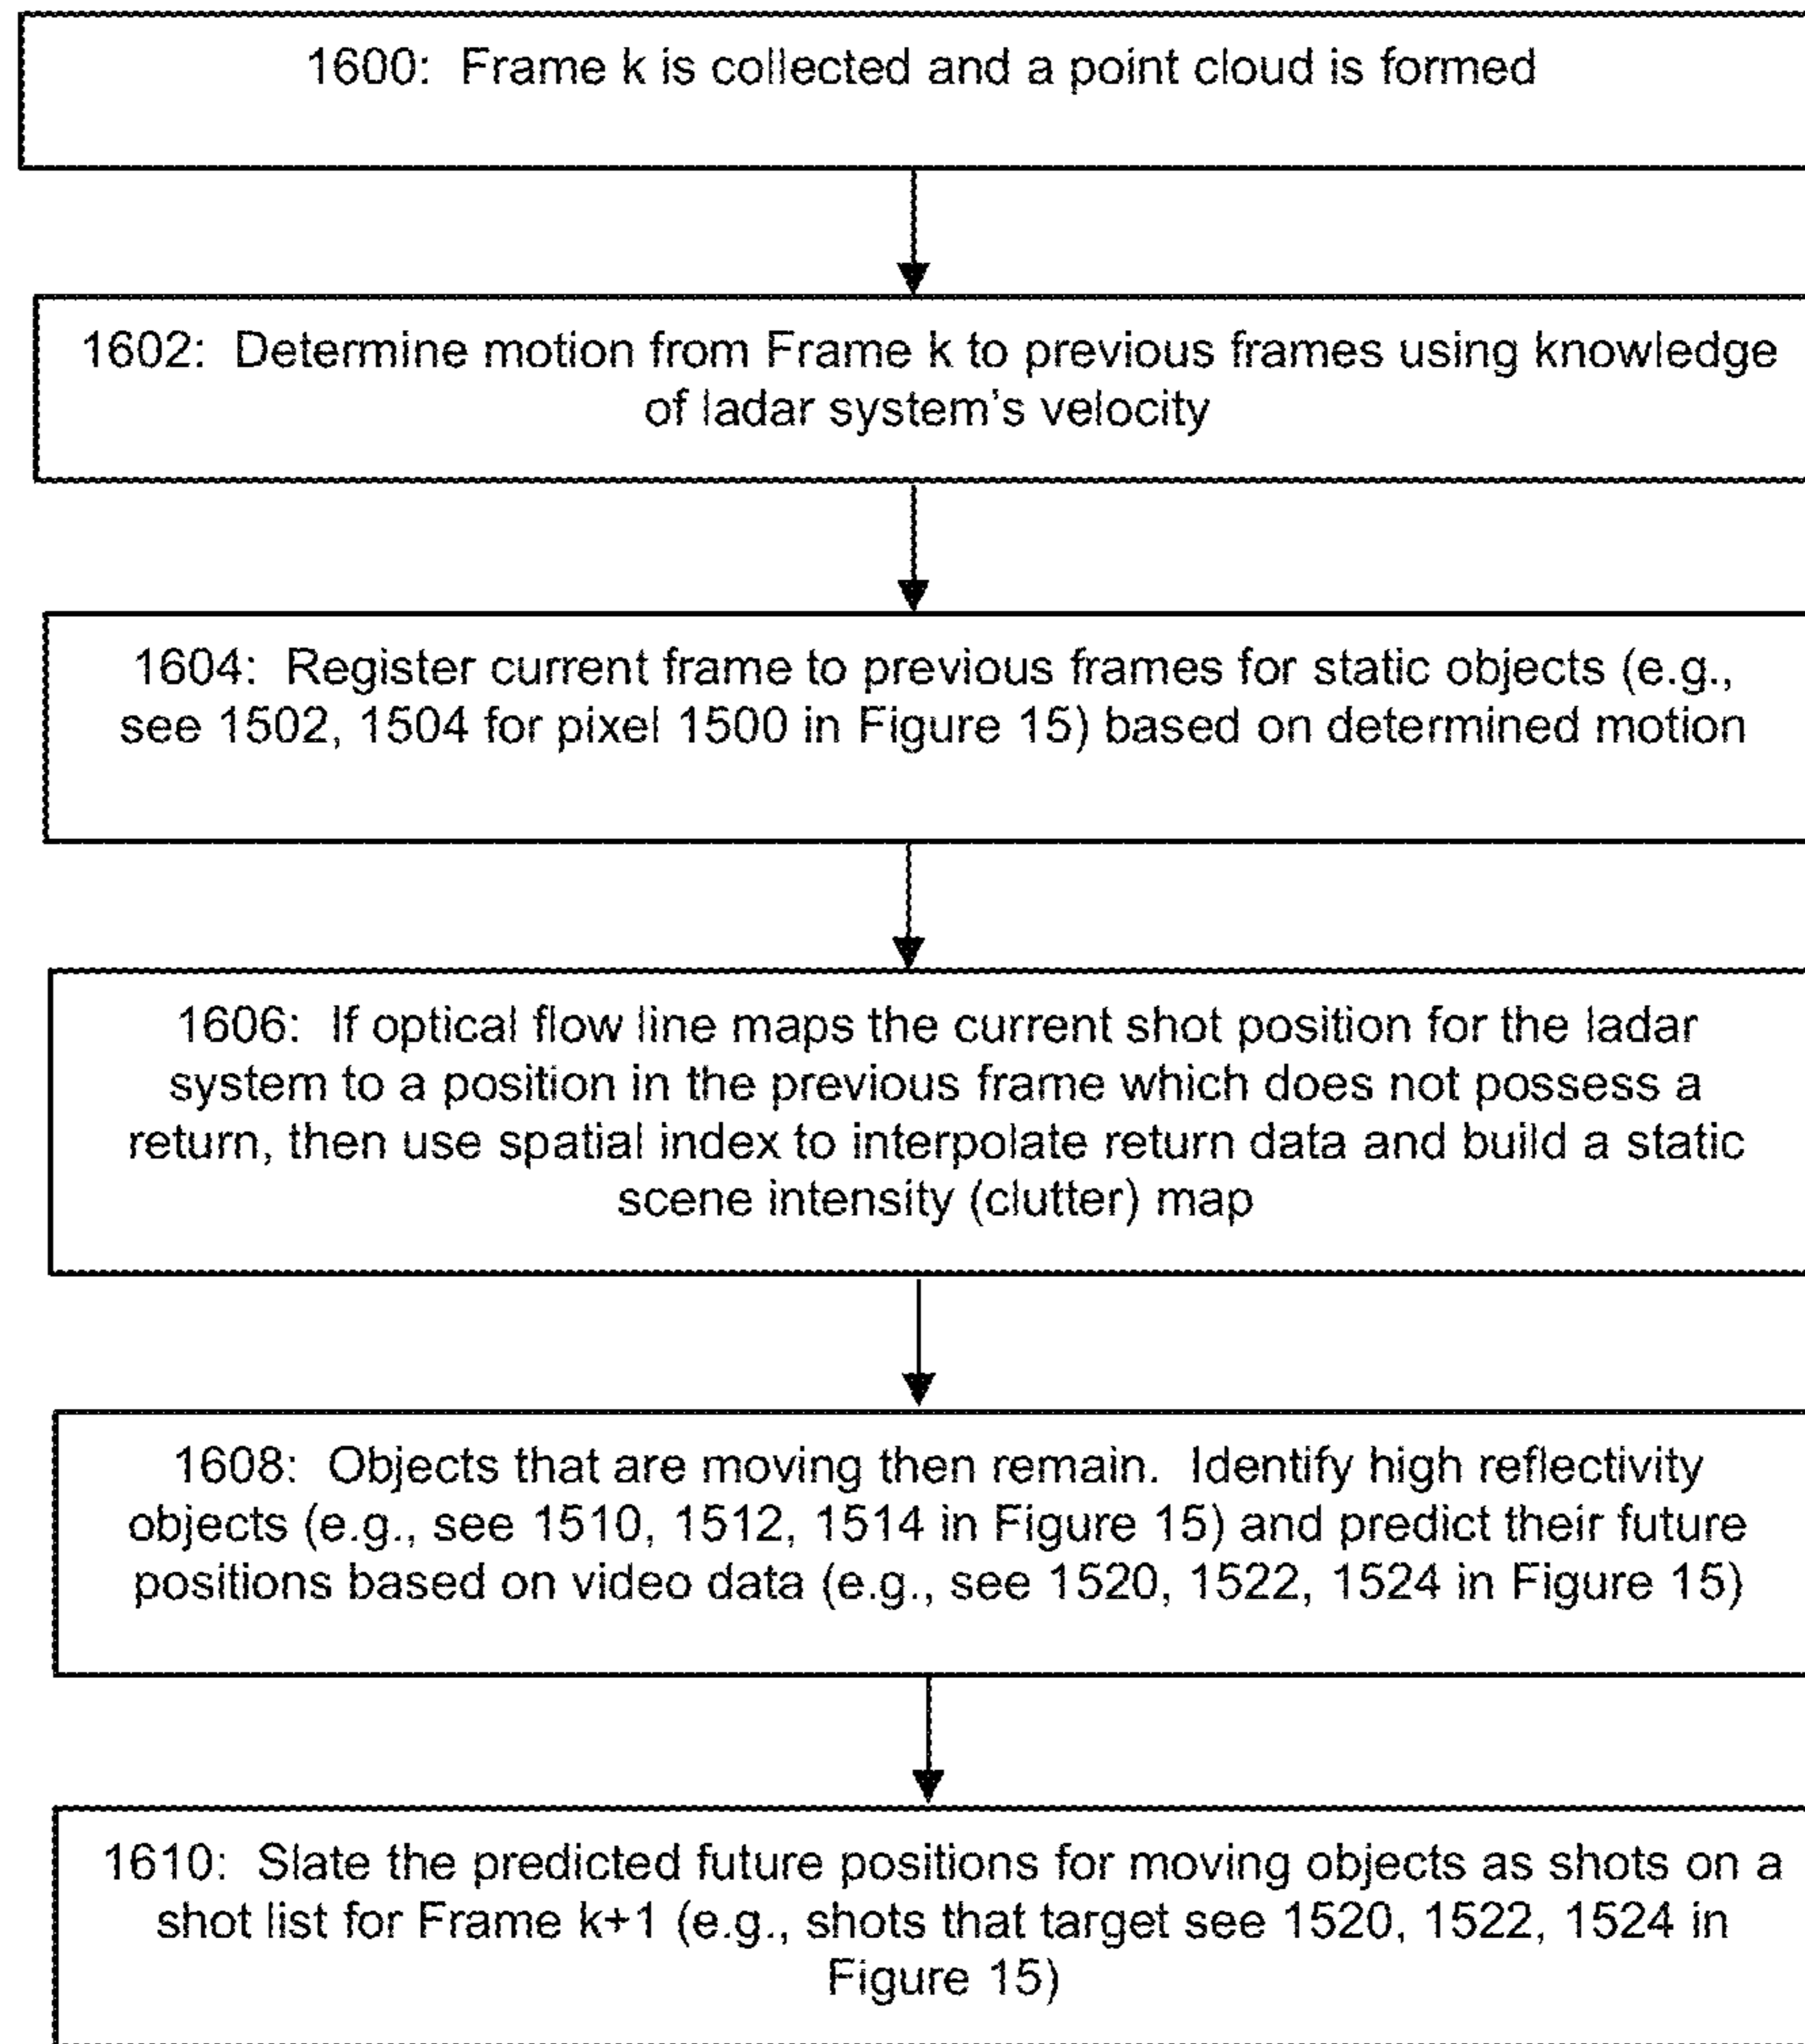 1600:  Frame k is collected and a point cloud is formed
1602:  Determine motion from Frame k to previous frames using knowledge
of ladar system's velocity
1604:  Register current frame to previous frames for static objects (e.g.,
see 1502, 1504 for pixel 1500 in Figure 15) based on determined motion
1606:  If optical flow line maps the current shot position for the ladar
system to a position in the previous frame which does not possess a
return, then use spatial index to interpolate return data and build a static
scene intensity (clutter) map
1608:  Objects that are moving then remain.  Identify high reflectivity
objects (e.g., see 1510, 1512, 1514 in Figure 15) and predict their future
positions based on video data (e.g., see 1520, 1522, 1524 in Figure 15)
1610:  Slate the predicted future positions for moving objects as shots on a
shot list for Frame k+1 (e.g., shots that target see 1520, 1522, 1524 in
Figure 15)